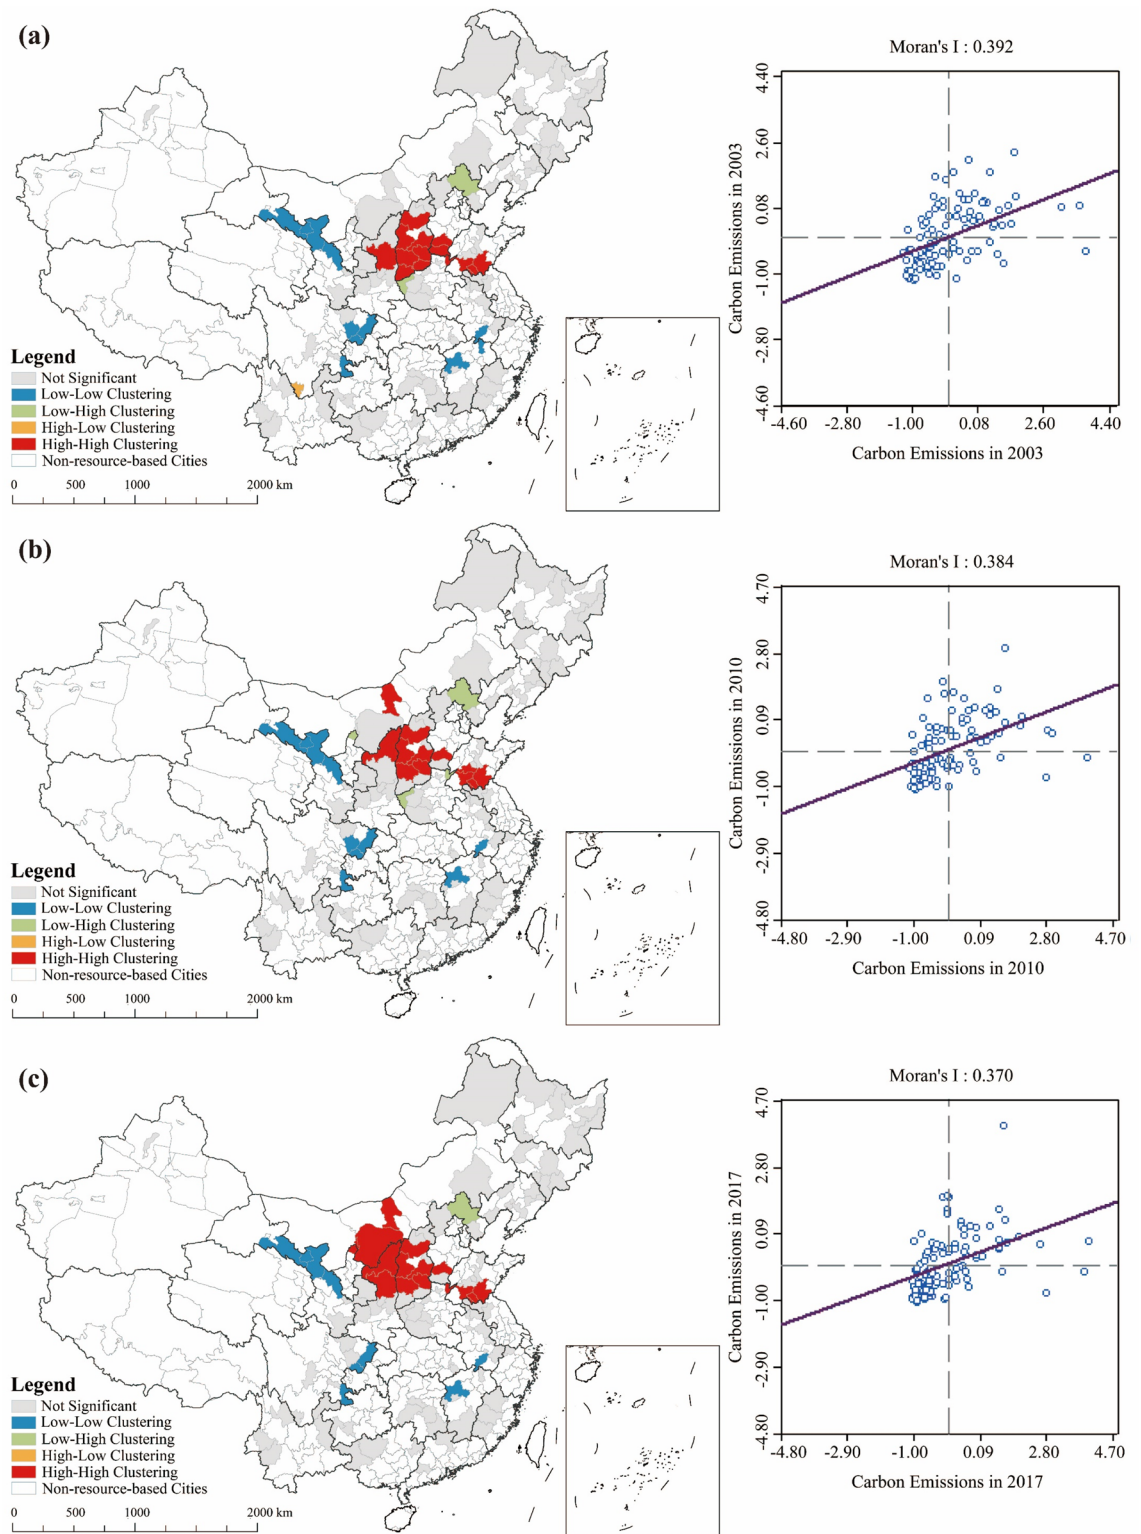 (a)
Legend
Not Significant
Low-Low Clustering
Low-High Clustering
High-Low Clustering
High-High Clustering
Non-resource-based Cities
0 500 1000 2000 km
Moran's I : 0.392
Carbon Emissions in 2003
4.40
2.60
0.08
-1.00
-2.80
-4.60
-4.60 -2.80 -1.00 0.08 2.60 4.40
Carbon Emissions in 2003
(b)
Legend
Not Significant
Low-Low Clustering
Low-High Clustering
High-Low Clustering
High-High Clustering
Non-resource-based Cities
0 500 1000 2000 km
Moran's I : 0.384
Carbon Emissions in 2010
4.70
2.80
0.09
-1.00
-2.90
-4.80
-4.80 -2.90 -1.00 0.09 2.80 4.70
Carbon Emissions in 2010
(c)
Legend
Not Significant
Low-Low Clustering
Low-High Clustering
High-Low Clustering
High-High Clustering
Non-resource-based Cities
0 500 1000 2000 km
Moran's I : 0.370
Carbon Emissions in 2017
4.70
2.80
0.09
-1.00
-2.90
-4.80
-4.80 -2.90 -1.00 0.09 2.80 4.70
Carbon Emissions in 2017